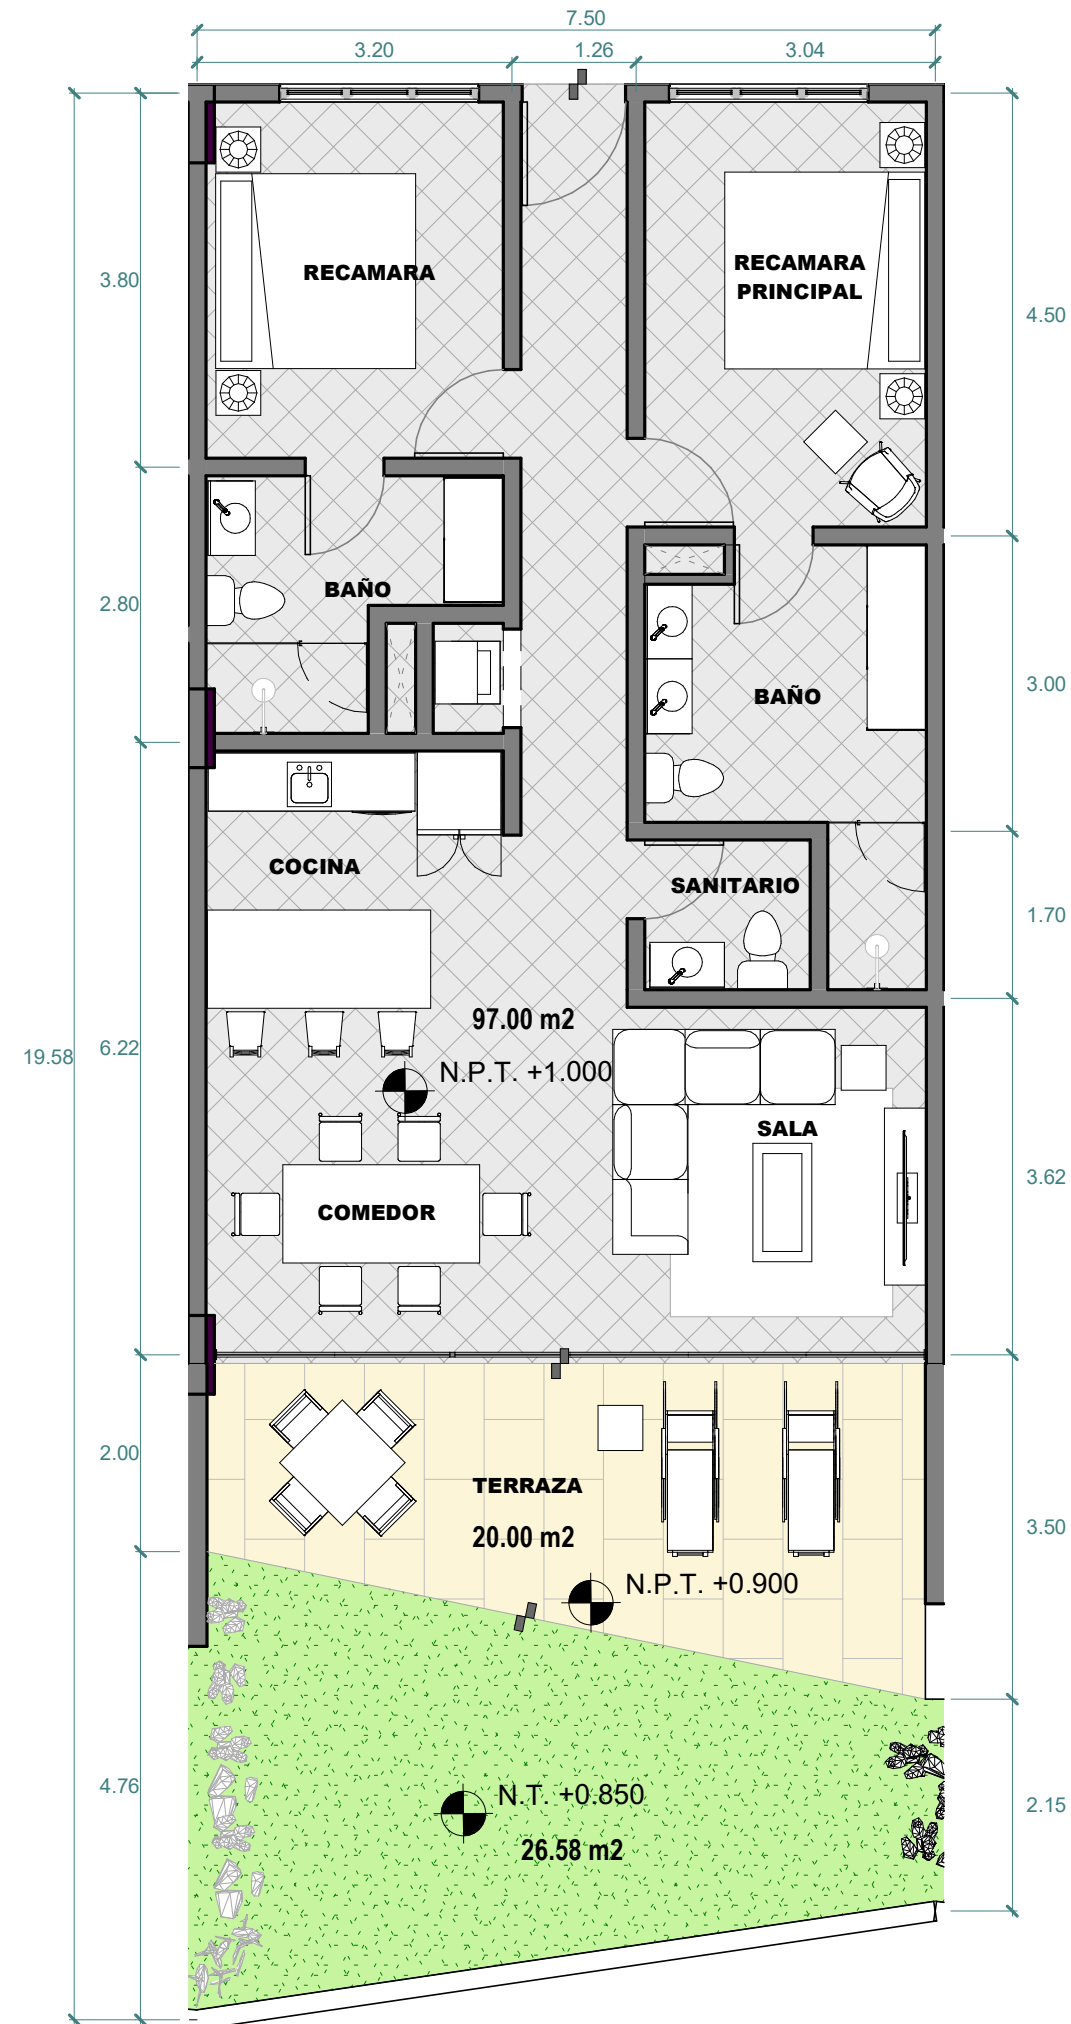 7.50
3.20
1.26
3.04
RECAMARA
RECAMARA
PRINCIPAL
3.80
4.50
BAÑO
2.80
BAÑO
3.00
COCINA
SANITARIO
1.70
97.00 m2
N.P.T. +1.000
19.58
6.22
SALA
3.62
COMEDOR
2.00
TERRAZA
20.00 m2
3.50
N.P.T. +0.900
4.76
N.T. +0.850
2.15
26.58 m2